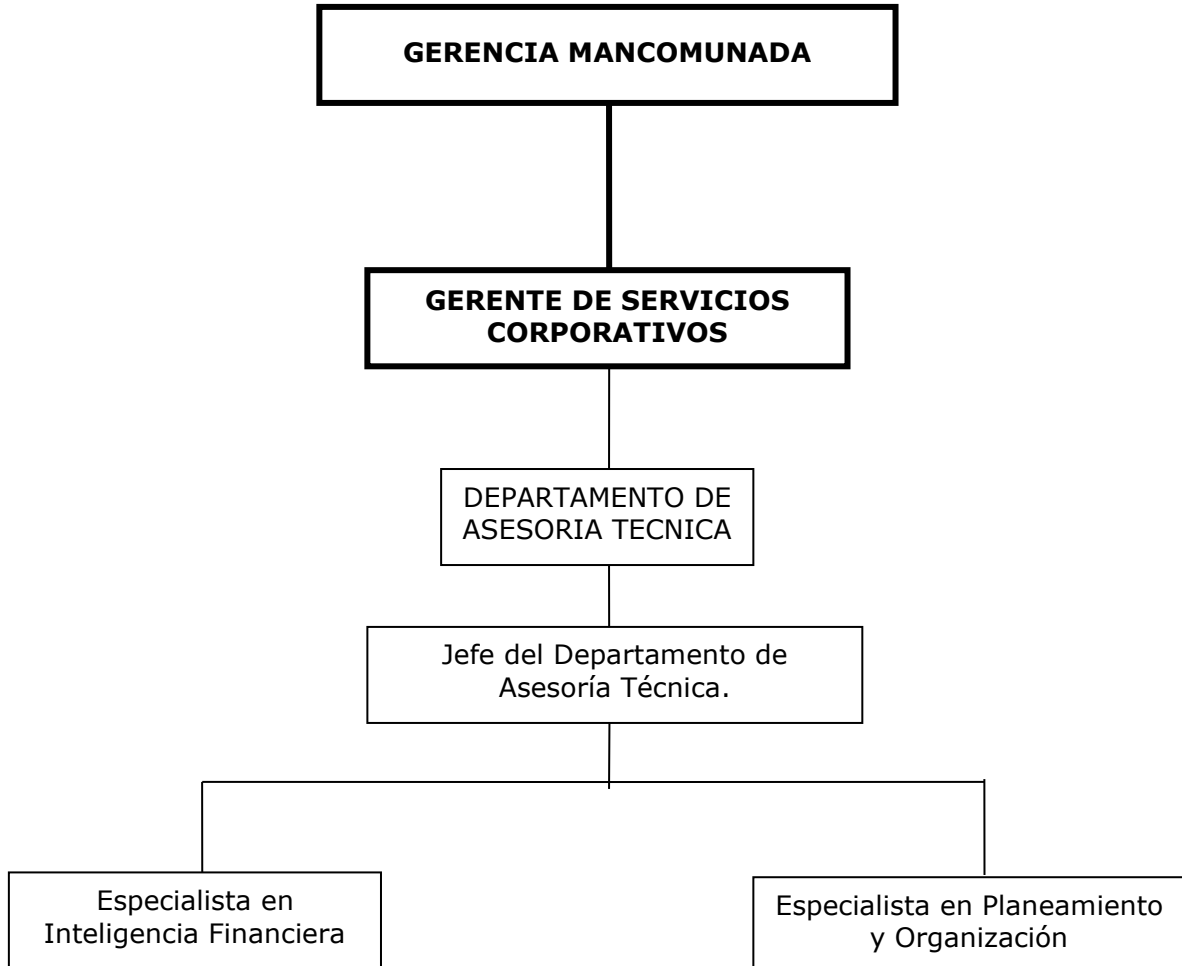 GERENCIA MANCOMUNADA
GERENTE DE SERVICIOS
CORPORATIVOS
DEPARTAMENTO DE
ASESORIA TECNICA
Jefe del Departamento de
Asesoría Técnica.
Especialista en
Inteligencia Financiera
Especialista en Planeamiento
y Organización